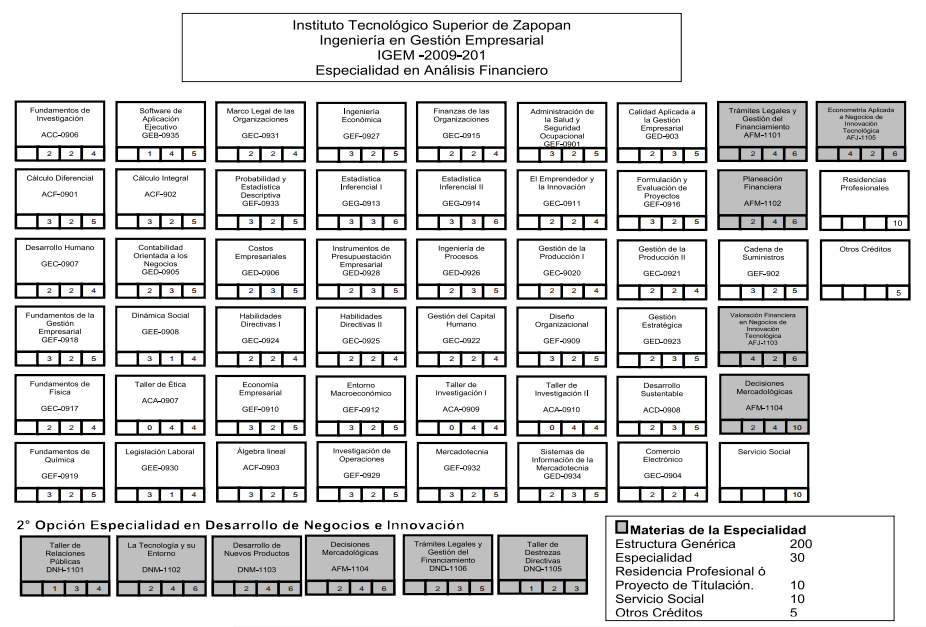 Instituto Tecnológico Superior de Zapopan
Ingeniería en Gestión Empresarial
IGEM -2009-201
Especialidad en Análisis Financiero
Fundamentos de
Investigación
ACC-0906
2 2 4
Software de
Aplicación
Ejecutivo
GEB-0935
1 4 5
Marco Legal de las
Organizaciones
GEC-0931
2 2 4
Ingeniería
Económica
GEF-0927
3 2 5
Finanzas de las
Organizaciones
GEC-0915
2 2 4
Administración de
la Salud y
Seguridad
Ocupacional
GEF-0901
3 2 5
Calidad Aplicada a
la Gestión
Empresarial
GED-903
2 3 5
Trámites Legales y
Gestión del
Financiamiento
AFM-1101
2 4 6
Econometría Aplicada
a Negocios de
Innovación
Tecnológica
AFJ-1105
4 2 6
Cálculo Diferencial
ACF-0901
3 2 5
Cálculo Integral
ACF-902
3 2 5
Probabilidad y
Estadística
Descriptiva
GEF-0933
3 2 5
Estadística
Inferencial I
GEG-0913
3 3 6
Estadística
Inferencial II
GEG-0914
3 3 6
El Emprendedor y
la Innovación
GEC-0911
2 2 4
Formulación y
Evaluación de
Proyectos
GEF-0916
3 2 5
Planeación
Financiera
AFM-1102
2 4 6
Residencias
Profesionales
10
Desarrollo Humano
GEC-0907
2 2 4
Contabilidad
Orientada a los
Negocios
GED-0905
2 3 5
Costos
Empresariales
GED-0906
2 3 5
Instrumentos de
Presupuestación
Empresarial
GED-0928
2 3 5
Ingeniería de
Procesos
GED-0926
2 3 5
Gestión de la
Producción I
GEC-9020
2 2 4
Gestión de la
Producción II
GEC-0921
2 2 4
Cadena de
Suministros
GEF-902
3 2 5
Otros Créditos
5
Fundamentos de la
Gestión
Empresarial
GEF-0918
3 2 5
Dinámica Social
GEE-0908
3 1 4
Habilidades
Directivas I
GEC-0924
2 2 4
Habilidades
Directivas II
GEC-0925
2 2 4
Gestión del Capital
Humano
GEC-0922
2 2 4
Diseño
Organizacional
GEF-0909
3 2 5
Gestión
Estratégica
GED-0923
2 3 5
Valoración Financiera
en Negocios de
Innovación
Tecnológica
AFJ-1103
4 2 6
Fundamentos de
Física
GEC-0917
2 2 4
Taller de Ética
ACA-0907
0 4 4
Economía
Empresarial
GEF-0910
3 2 5
Entorno
Macroeconómico
GEF-0912
3 2 5
Taller de
Investigación I
ACA-0909
0 4 4
Taller de
Investigación II
ACA-0910
0 4 4
Desarrollo
Sustentable
ACD-0908
2 3 5
Decisiones
Mercadológicas
AFM-1104
2 4 10
Fundamentos de
Química
GEF-0919
3 2 5
Legislación Laboral
GEE-0930
3 1 4
Álgebra lineal
ACF-0903
3 2 5
Investigación de
Operaciones
GEF-0929
3 2 5
Mercadotecnia
GEF-0932
3 2 5
Sistemas de
Información de la
Mercadotecnia
GED-0934
2 3 5
Comercio
Electrónico
GEC-0904
2 2 4
Servicio Social
10
2° Opción Especialidad en Desarrollo de Negocios e Innovación
Taller de
Relaciones
Públicas
DNH-1101
1 3 4
La Tecnología y su
Entorno
DNM-1102
2 4 6
Desarrollo de
Nuevos Productos
DNM-1103
2 4 6
Decisiones
Mercadológicas
AFM-1104
2 4 6
Trámites Legales y
Gestión del
Financiamiento
DND-1106
2 3 5
Taller de
Destrezas
Directivas
DNQ-1105
1 2 3
Materias de la Especialidad
Estructura Genérica 200
Especialidad 30
Residencia Profesional ó
Proyecto de Títulación. 10
Servicio Social 10
Otros Créditos 5